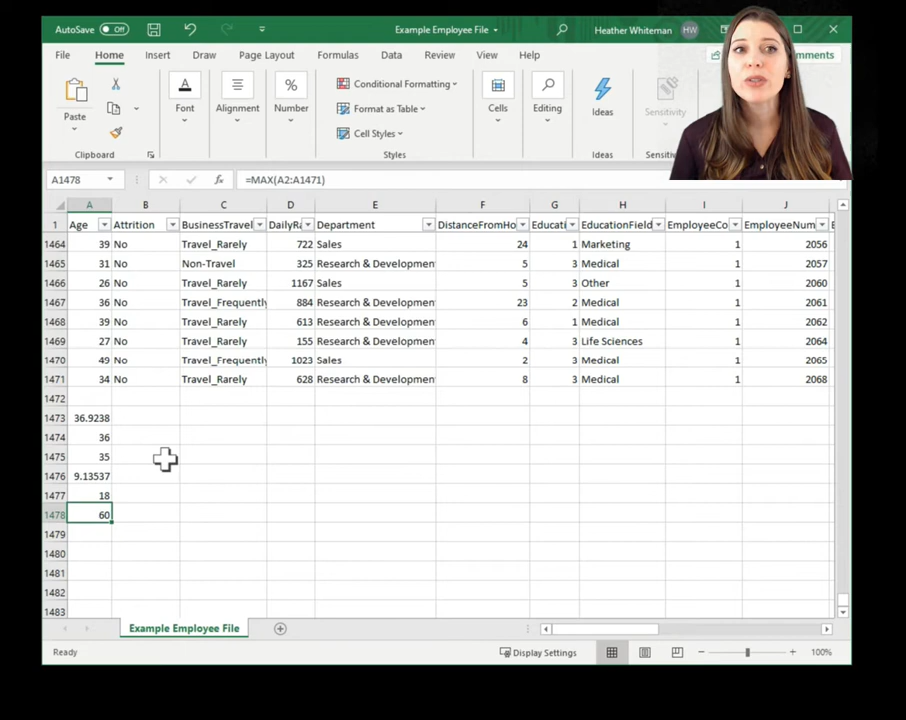 AutoSave Off Example Employee File Heather Whiteman HW
File Home Insert Draw Page Layout Formulas Data Review View Help Comments
Paste Font Alignment % Number Conditional Formatting Format as Table Cell Styles Cells Editing Ideas Sensitivity
Clipboard Styles Ideas
A1478 fx =MAX(A2:A1471)
A B C D E F G H I J
1 Age Attrition BusinessTravel DailyRa Department DistanceFromHo Educati EducationField EmployeeCo EmployeeNum
1464 39 No Travel_Rarely 722 Sales 24 1 Marketing 1 2056
1465 31 No Non-Travel 325 Research & Development 5 3 Medical 1 2057
1466 26 No Travel_Rarely 1167 Sales 5 3 Other 1 2060
1467 36 No Travel_Frequently 884 Research & Development 23 2 Medical 1 2061
1468 39 No Travel_Rarely 613 Research & Development 6 1 Medical 1 2062
1469 27 No Travel_Rarely 155 Research & Development 4 3 Life Sciences 1 2064
1470 49 No Travel_Frequently 1023 Sales 2 3 Medical 1 2065
1471 34 No Travel_Rarely 628 Research & Development 8 3 Medical 1 2068
1472
1473 36.9238
1474 36
1475 35
1476 9.13537
1477 18
1478 60
1479
1480
1481
1482
1483
Example Employee File
Ready Display Settings 100%